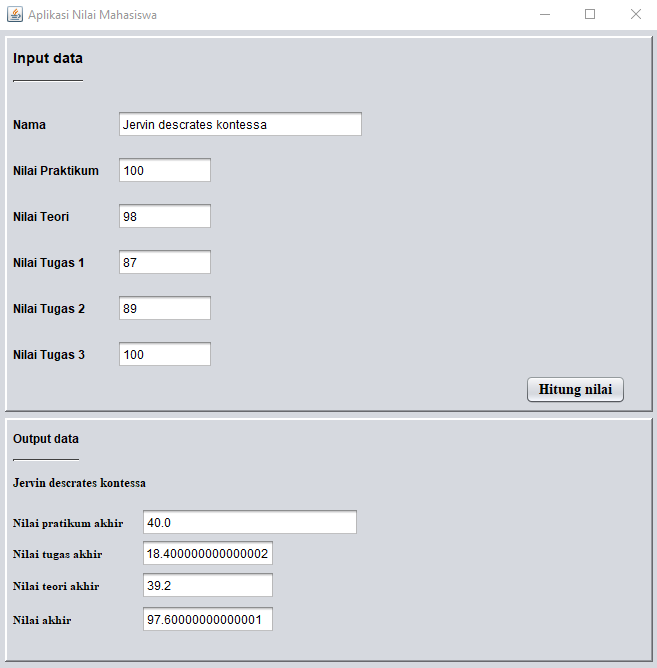 Aplikasi Nilai Mahasiswa
Input data
Nama Jervin descrates kontessa
Nilai Praktikum 100
Nilai Teori 98
Nilai Tugas 1 87
Nilai Tugas 2 89
Nilai Tugas 3 100
Hitung nilai
Output data
Jervin descrates kontessa
Nilai pratikum akhir 40.0
Nilai tugas akhir 18.400000000000002
Nilai teori akhir 39.2
Nilai akhir 97.60000000000001